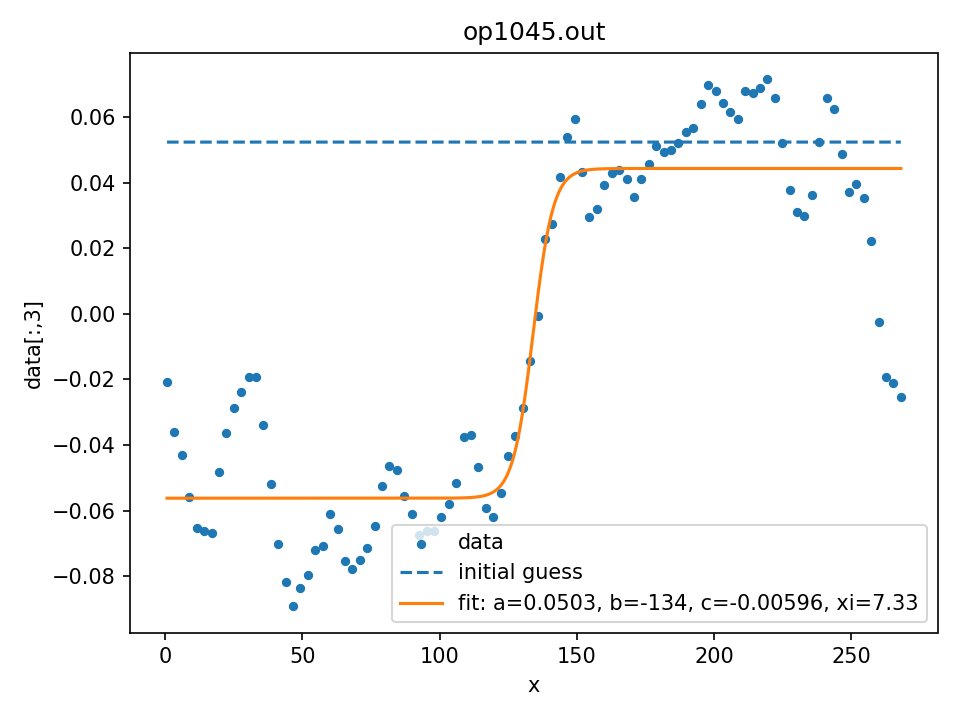 op1045.out
0.06
0.04
0.02
0.00
−0.02
−0.04
−0.06
−0.08
data[:,3]
data
initial guess
fit: a=0.0503, b=-134, c=-0.00596, xi=7.33
0 50 100 150 200 250
x